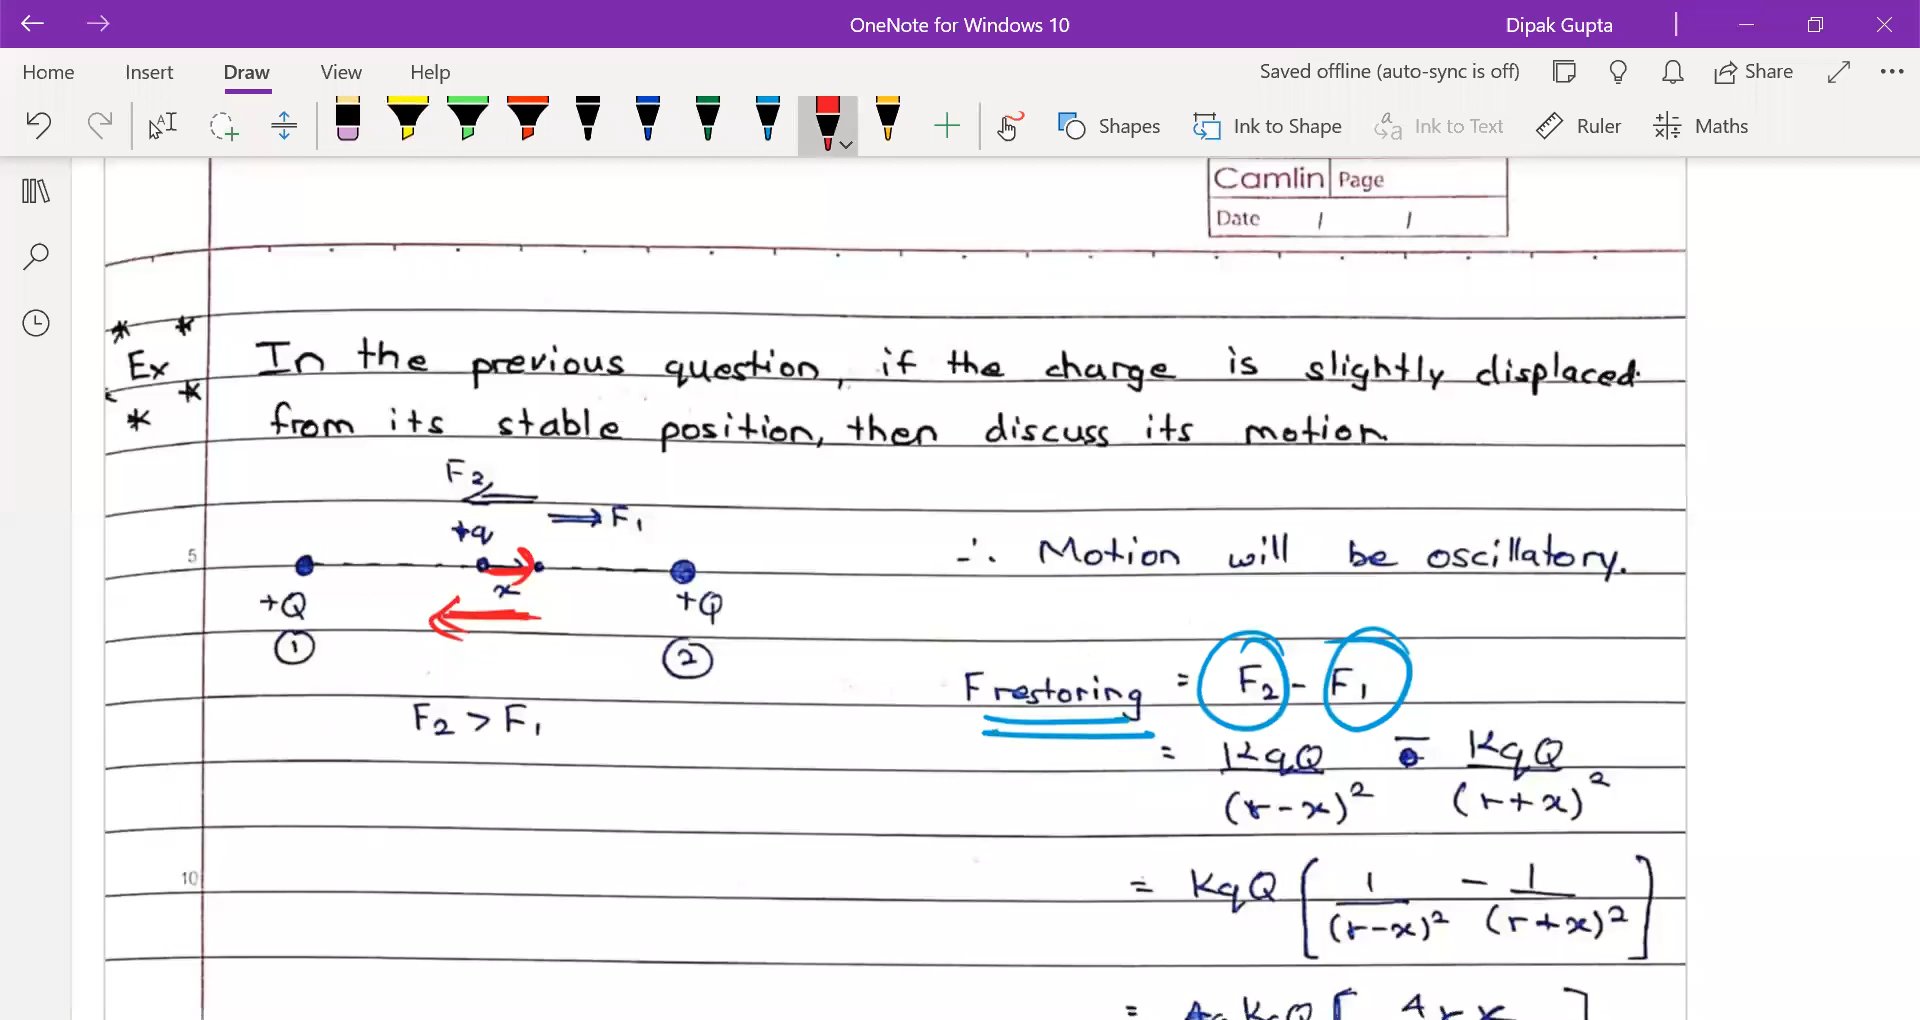 OneNote for Windows 10
Dipak Gupta
Home Insert Draw View Help
Saved offline (auto-sync is off) Share
Shapes Ink to Shape Ink to Text Ruler Maths
Camlin Page
Date / /
Ex In the previous question, if the charge is slightly displaced.
from its stable position, then discuss its motion.
F2
F1
+q
5
x
∴ Motion will be oscillatory.
+Q +Q
1 2
F restoring = F2 - F1
F2 > F1
= KqQ/(r-x)² - KqQ/(r+x)²
10
= KqQ [ 1/(r-x)² - 1/(r+x)² ]
= KqQ [ 4rx ]